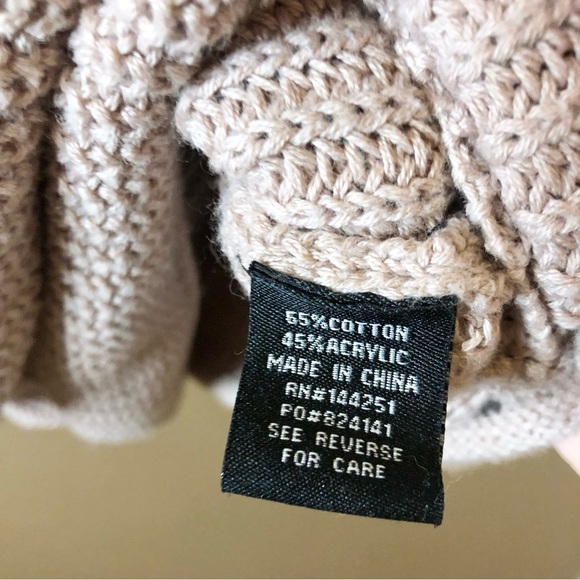 55%COTTON
45%ACRYLIC
MADE IN CHINA
RN#144251
PO#824141
SEE REVERSE
FOR CARE